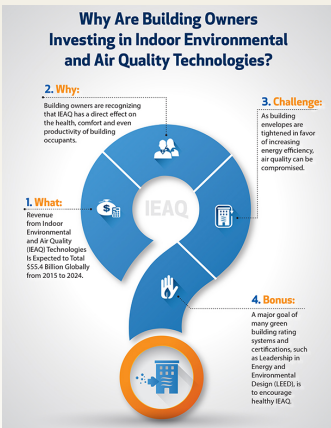 Why Are Building Owners
Investing in Indoor Environmental
and Air Quality Technologies?
2. Why:
Building owners are recognizing
that IEAQ has a direct effect on
the health, comfort and even
productivity of building
occupants.
3. Challenge:
As building
envelopes are
tightened in favor
of increasing
energy efficiency,
air quality can be
compromised.
1. What:
Revenue
from Indoor
Environmental
and Air Quality
(IEAQ) Technologies
Is Expected to Total
$55.4 Billion Globally
from 2015 to 2024.
IEAQ
$
4. Bonus:
A major goal of
many green
building rating
systems and
certifications, such
as Leadership in
Energy and
Environmental
Design (LEED), is
to encourage
healthy IEAQ.